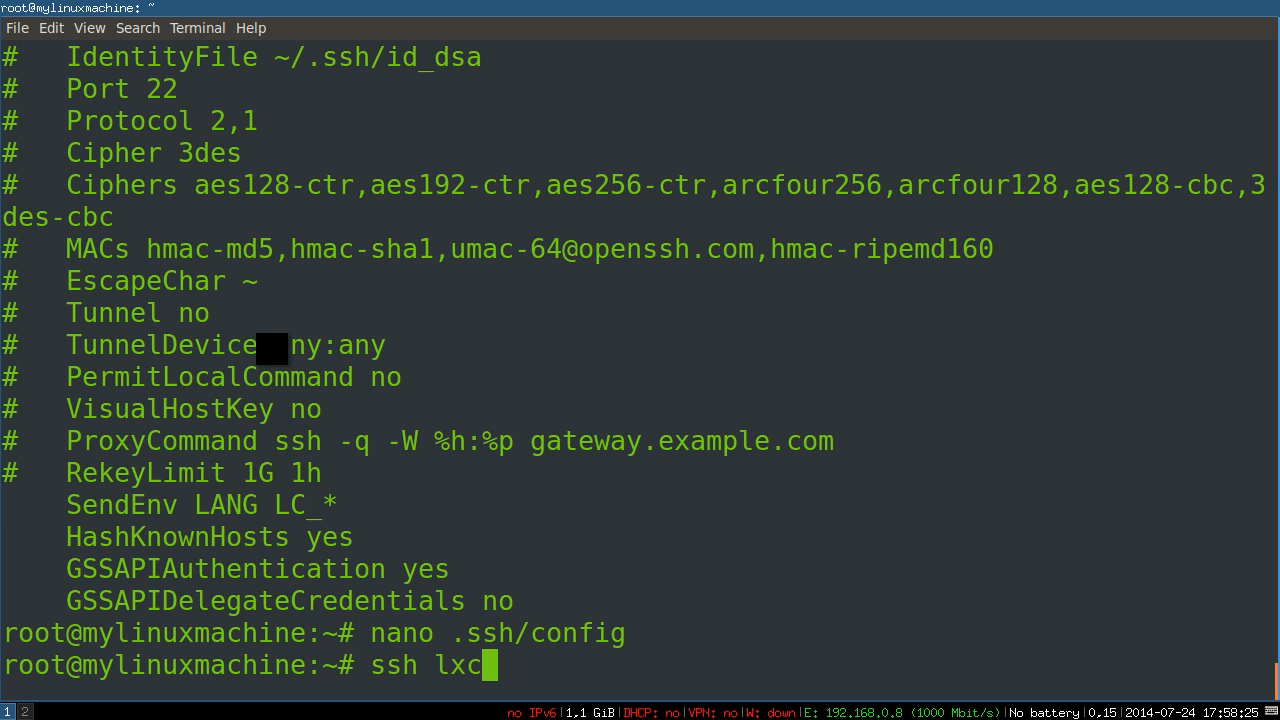 root@mylinuxmachine: ~
File Edit View Search Terminal Help
#   IdentityFile ~/.ssh/id_dsa
#   Port 22
#   Protocol 2,1
#   Cipher 3des
#   Ciphers aes128-ctr,aes192-ctr,aes256-ctr,arcfour256,arcfour128,aes128-cbc,3
des-cbc
#   MACs hmac-md5,hmac-sha1,umac-64@openssh.com,hmac-ripemd160
#   EscapeChar ~
#   Tunnel no
#   TunnelDevice ny:any
#   PermitLocalCommand no
#   VisualHostKey no
#   ProxyCommand ssh -q -W %h:%p gateway.example.com
#   RekeyLimit 1G 1h
    SendEnv LANG LC_*
    HashKnownHosts yes
    GSSAPIAuthentication yes
    GSSAPIDelegateCredentials no
root@mylinuxmachine:~# nano .ssh/config
root@mylinuxmachine:~# ssh lxc
1 2 no IPv6|1,1 GiB|DHCP: no|VPN: no|W: down|E: 192.168.0.8 (1000 Mbit/s)|No battery|0.15|2014-07-24 17:58:25